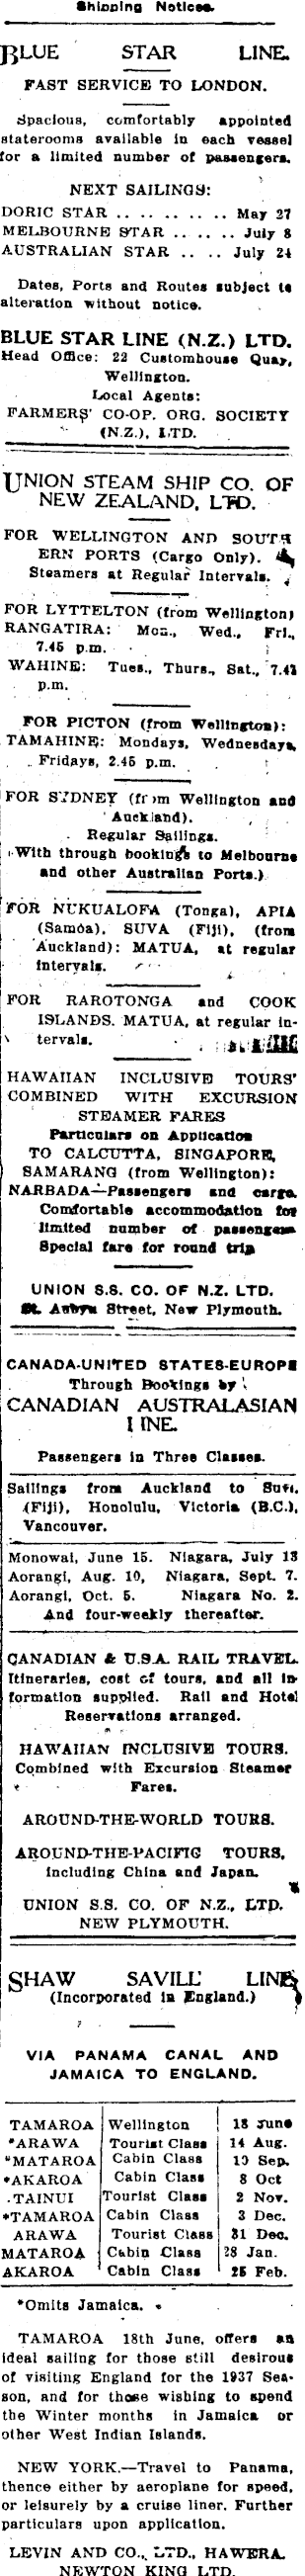 Shipping Notices.
BLUE STAR LINE.
FAST SERVICE TO LONDON.
Spacious, comfortably appointed
staterooms available in each vessel
for a limited number of passengers.
NEXT SAILINGS:
DORIC STAR .. .. .. .. .. May 27
MELBOURNE STAR .. .. .. July 8
AUSTRALIAN STAR .. .. July 24
Dates, Ports and Routes subject to
alteration without notice.
BLUE STAR LINE (N.Z.) LTD.
Head Office: 22 Customhouse Quay,
Wellington.
Local Agents:
FARMERS' CO-OP. ORG. SOCIETY
(N.Z.), LTD.
UNION STEAM SHIP CO. OF
NEW ZEALAND, LTD.
FOR WELLINGTON AND SOUTH
ERN PORTS (Cargo Only).
Steamers at Regular Intervals.
FOR LYTTELTON (from Wellington)
RANGATIRA: Mon., Wed., Fri.,
7.45 p.m.
WAHINE: Tues., Thurs., Sat., 7.45
p.m.
FOR PICTON (from Wellington):
TAMAHINE: Mondays, Wednesdays,
Fridays, 2.45 p.m.
FOR SYDNEY (from Wellington and
Auckland).
Regular Sailings.
(With through bookings to Melbourne
and other Australian Ports.)
FOR NUKUALOFA (Tonga), APIA
(Samoa), SUVA (Fiji), (from
Auckland): MATUA, at regular
intervals.
FOR RAROTONGA and COOK
ISLANDS. MATUA, at regular in-
tervals.
HAWAIIAN INCLUSIVE TOURS'
COMBINED WITH EXCURSION
STEAMER FARES
Particulars on Application
TO CALCUTTA, SINGAPORE,
SAMARANG (from Wellington):
NARBADA—Passengers and cargo.
Comfortable accommodation for
limited number of passengers
Special fare for round trip
UNION S.S. CO. OF N.Z. LTD.
St. Aubyn Street, New Plymouth.
CANADA-UNITED STATES-EUROPE
Through Bookings by
CANADIAN AUSTRALASIAN
LINE.
Passengers in Three Classes.
Sailings from Auckland to Suva,
(Fiji), Honolulu, Victoria (B.C.),
Vancouver.
Monowai, June 15. Niagara, July 13
Aorangi, Aug. 10, Niagara, Sept. 7.
Aorangi, Oct. 5. Niagara No. 2.
And four-weekly thereafter.
CANADIAN & U.S.A. RAIL TRAVEL.
Itineraries, cost of tours, and all in-
formation supplied. Rail and Hotel
Reservations arranged.
HAWAIIAN INCLUSIVE TOURS.
Combined with Excursion Steamer
Fares.
AROUND-THE-WORLD TOURS.
AROUND-THE-PACIFIC TOURS,
including China and Japan.
UNION S.S. CO. OF N.Z., LTD.
NEW PLYMOUTH.
SHAW SAVILL LINE
(Incorporated in England.)
VIA PANAMA CANAL AND
JAMAICA TO ENGLAND.
TAMAROA Wellington 18 June
*ARAWA Tourist Class 14 Aug.
*MATAROA Cabin Class 19 Sep.
*AKAROA Cabin Class 8 Oct
.TAINUI Tourist Class 2 Nov.
*TAMAROA Cabin Class 3 Dec.
ARAWA Tourist Class 31 Dec.
MATAROA Cabin Class 28 Jan.
AKAROA Cabin Class 25 Feb.
*Omits Jamaica.
TAMAROA 18th June, offers an
ideal sailing for those still desirous
of visiting England for the 1937 Sea-
son, and for those wishing to spend
the Winter months in Jamaica or
other West Indian Islands.
NEW YORK.—Travel to Panama,
thence either by aeroplane for speed,
or leisurely by a cruise liner. Further
particulars upon application.
LEVIN AND CO., LTD., HAWERA.
NEWTON KING LTD.